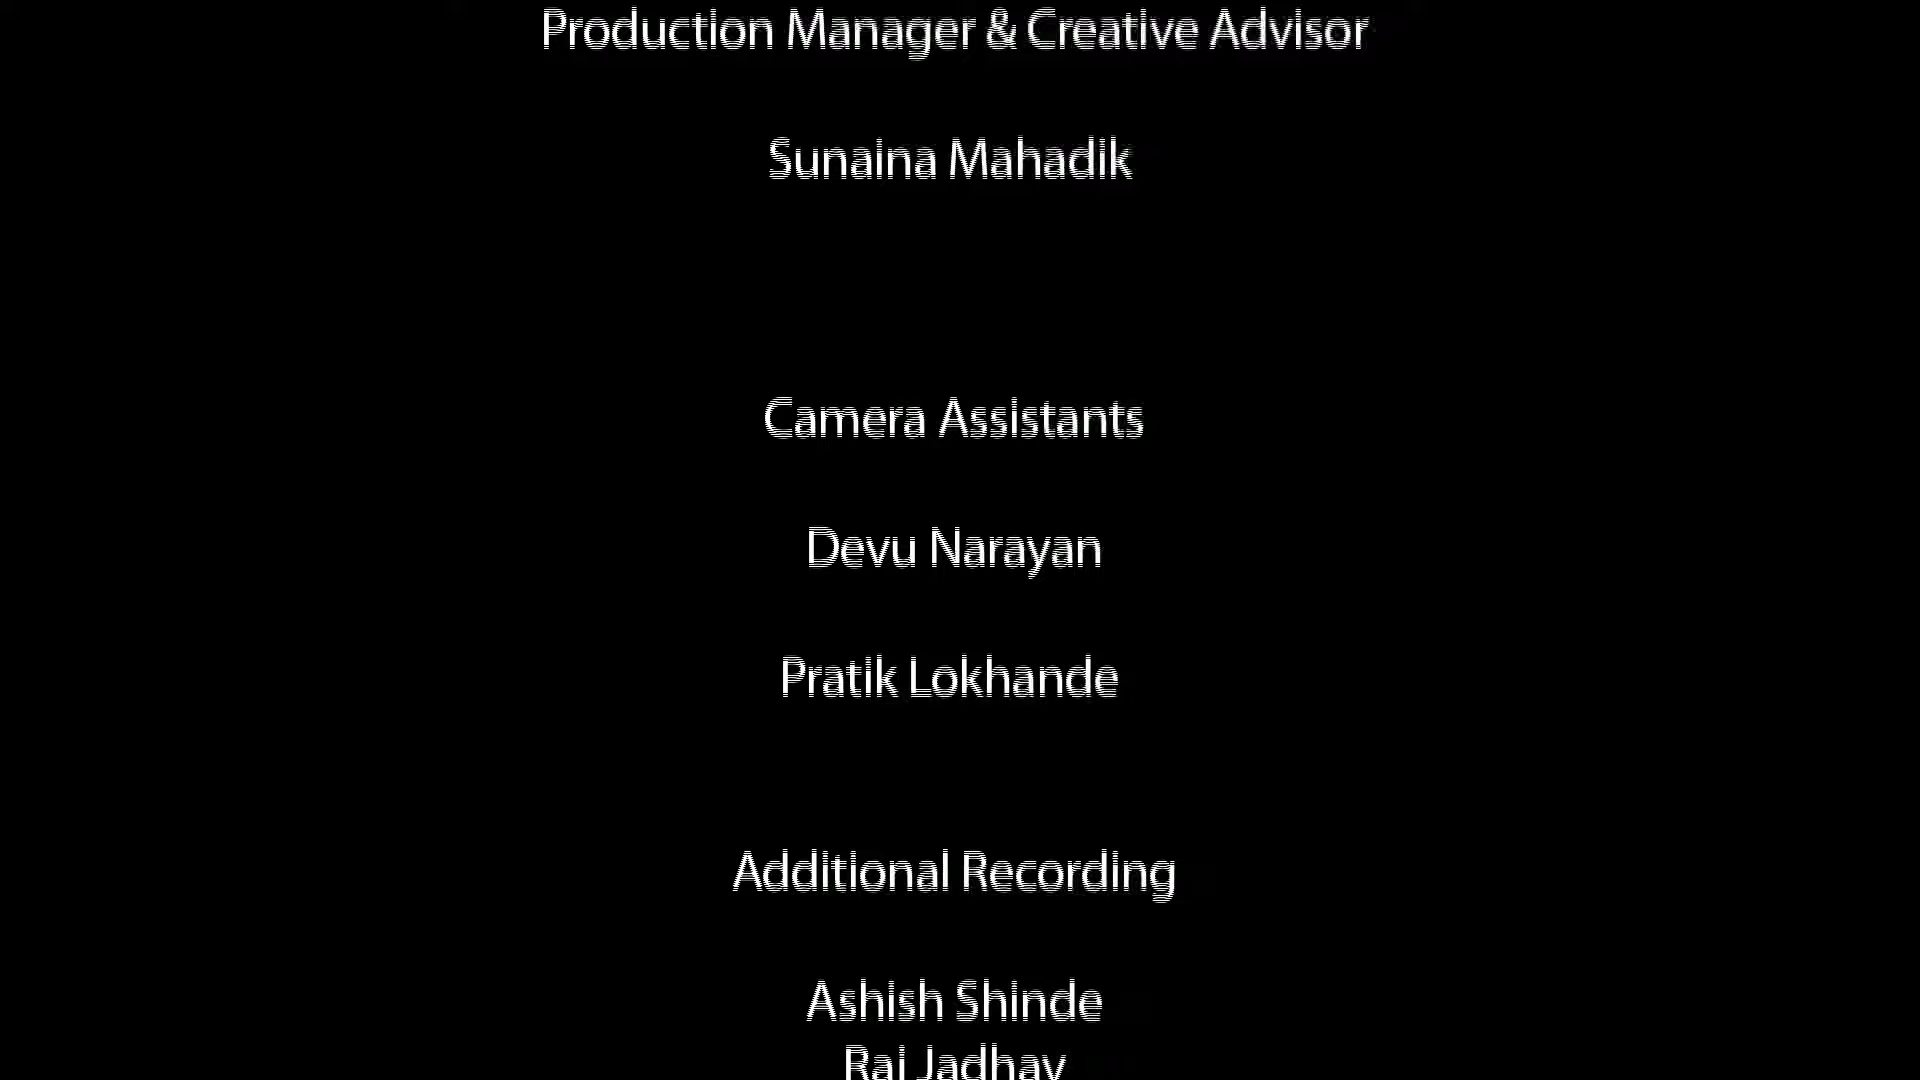 Production Manager & Creative Advisor
Sunaina Mahadik
Camera Assistants
Devu Narayan
Pratik Lokhande
Additional Recording
Ashish Shinde
Raj Jadhav